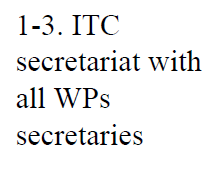 1-3. ITC
secretariat with
all WPs
secretaries